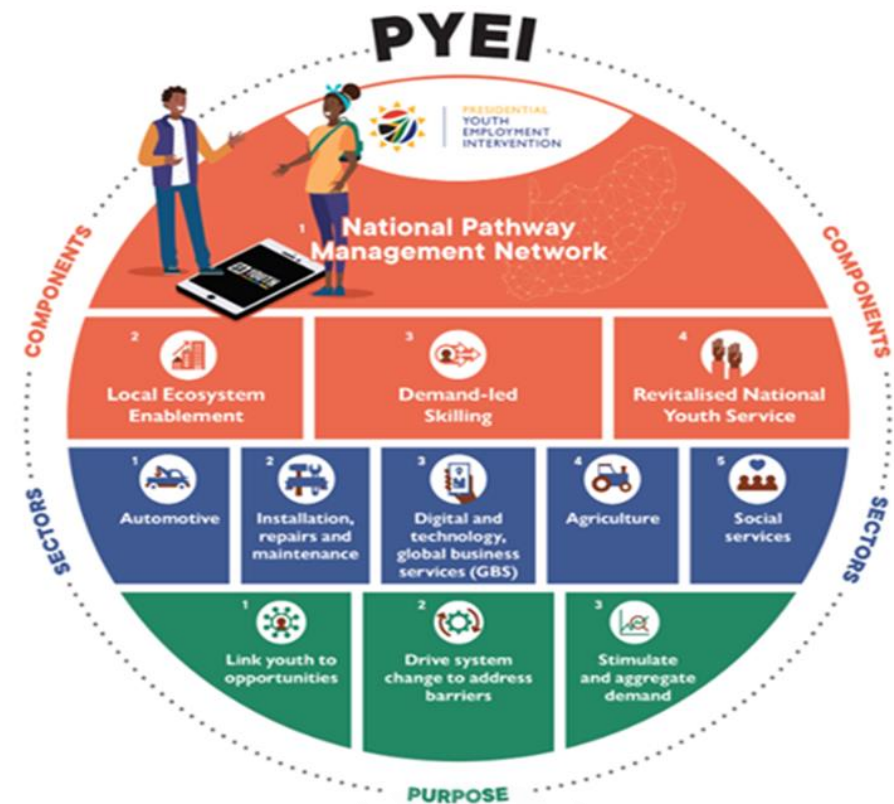 PYEI
PRESIDENTIAL
YOUTH
EMPLOYMENT
INTERVENTION
COMPONENTS
COMPONENTS
1
National Pathway
Management Network
YOUTH
2
Local Ecosystem
Enablement
3
Demand-led
Skilling
4
Revitalised National
Youth Service
SECTORS
SECTORS
1
Automotive
2
Installation,
repairs and
maintenance
3
Digital and
technology,
global business
services (GBS)
4
Agriculture
5
Social
services
1
Link youth to
opportunities
2
Drive system
change to address
barriers
3
Stimulate
and aggregate
demand
PURPOSE